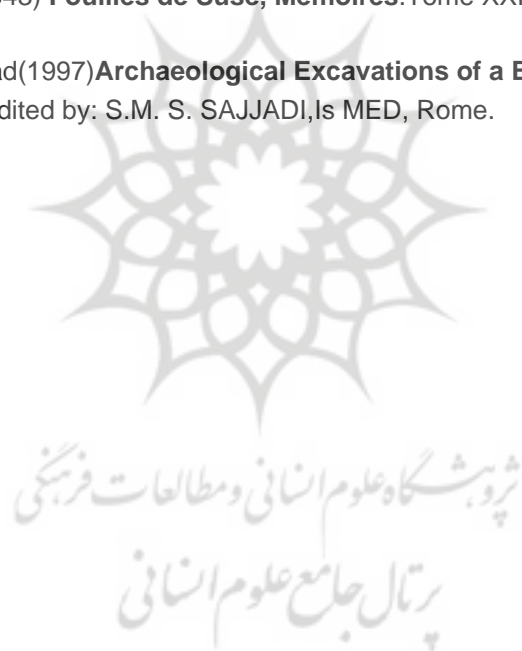 Fouilles de Suse, Mémoires.Tome
ad(1997)Archaeological Excavations of a
dited by: S.M. S. SAJJADI,Is MED, Rome.
پژوهشگاه علوم انسانی و مطالعات فرهنگی
پرتال جامع علوم انسانی